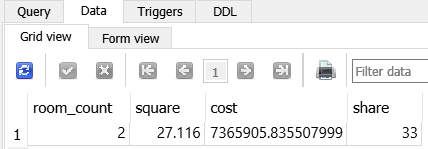 Query Data Triggers DDL
Grid view Form view
1 Filter data
room_count square cost share
1 2 27.116 7365905.835507999 33